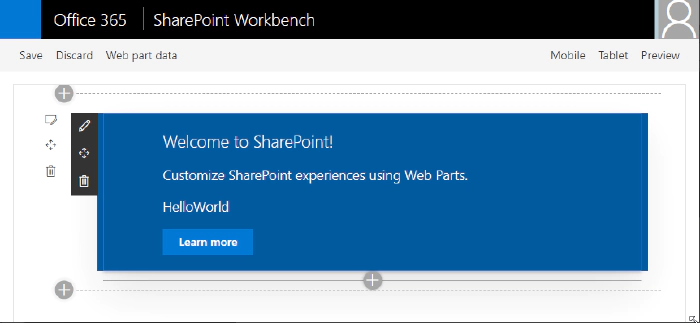 Office 365 SharePoint Workbench
Save Discard Web part data Mobile Tablet Preview
Welcome to SharePoint!
Customize SharePoint experiences using Web Parts.
HelloWorld
Learn more